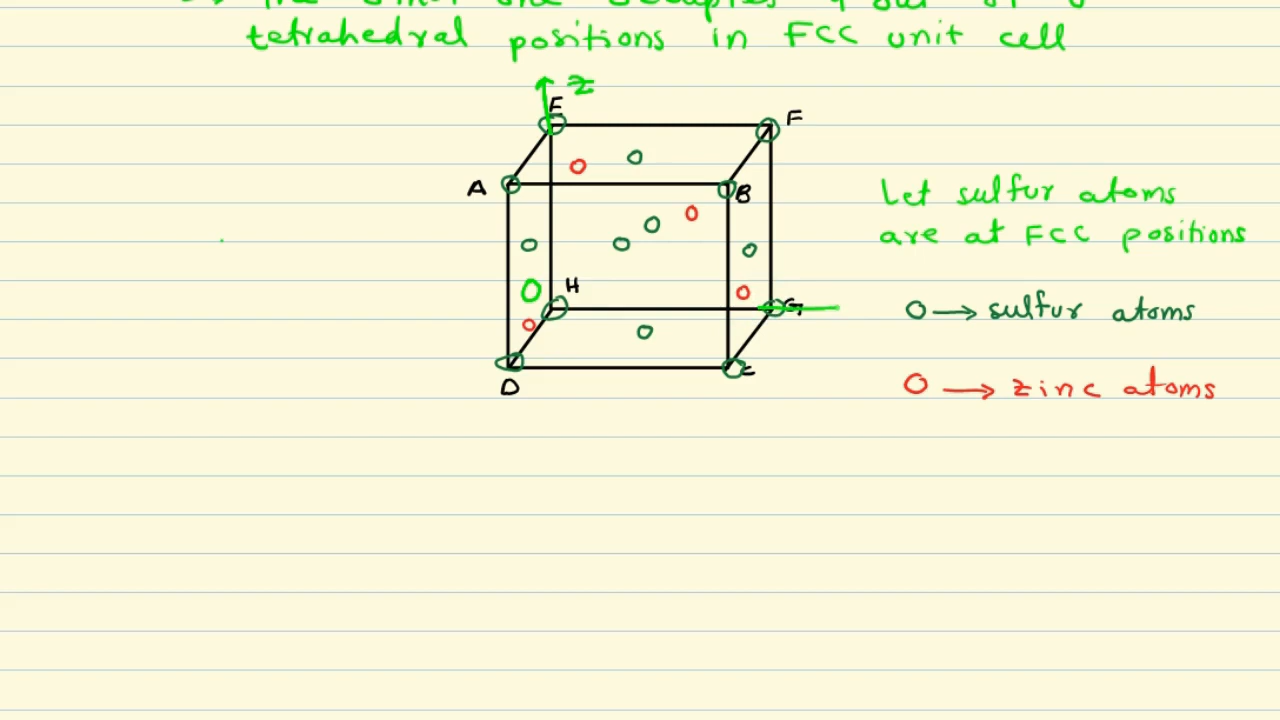 tetrahedral positions in FCC unit cell
Z
E
F
A
B
Let sulfur atoms
are at FCC positions
H
O
G
O → sulfur atoms
C
D
O → zinc atoms